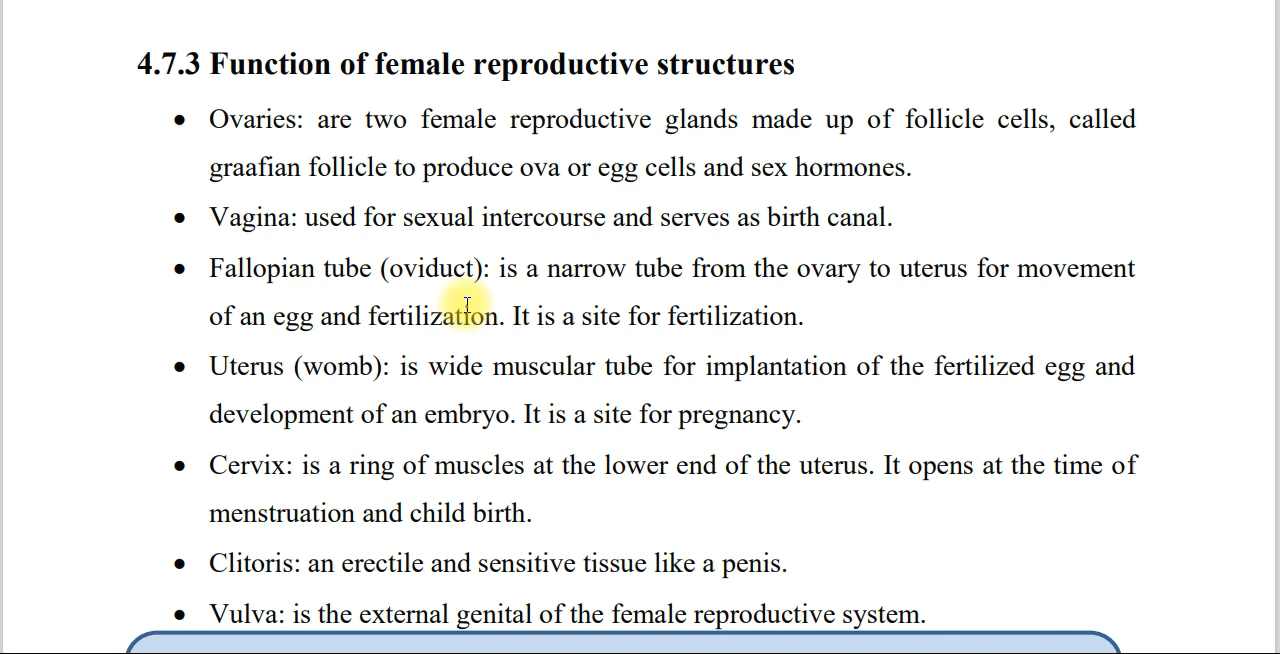 4.7.3 Function of female reproductive structures
• Ovaries: are two female reproductive glands made up of follicle cells, called
graafian follicle to produce ova or egg cells and sex hormones.
• Vagina: used for sexual intercourse and serves as birth canal.
• Fallopian tube (oviduct): is a narrow tube from the ovary to uterus for movement
of an egg and fertilization. It is a site for fertilization.
• Uterus (womb): is wide muscular tube for implantation of the fertilized egg and
development of an embryo. It is a site for pregnancy.
• Cervix: is a ring of muscles at the lower end of the uterus. It opens at the time of
menstruation and child birth.
• Clitoris: an erectile and sensitive tissue like a penis.
• Vulva: is the external genital of the female reproductive system.